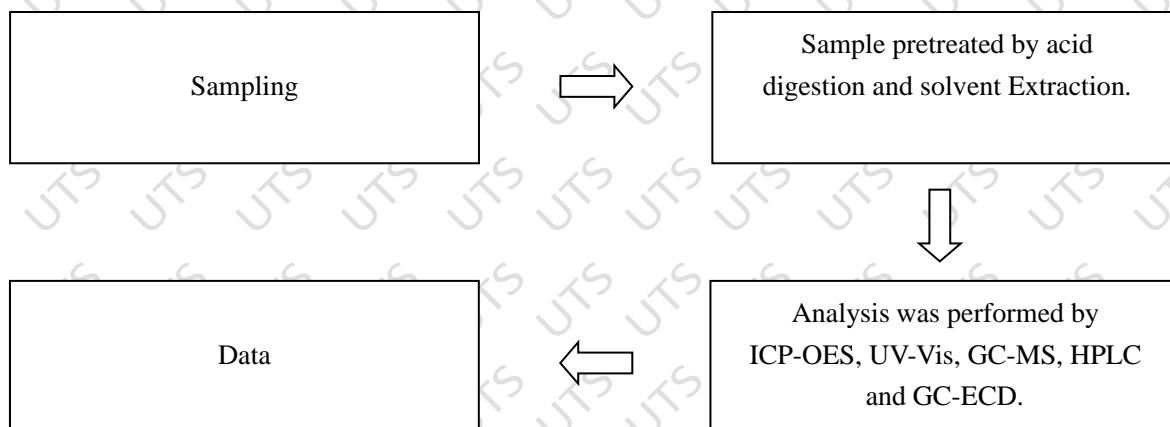 Sampling
Sample pretreated by acid
digestion and solvent Extraction.
Analysis was performed by
ICP-OES, UV-Vis, GC-MS, HPLC
and GC-ECD.
Data
UTS